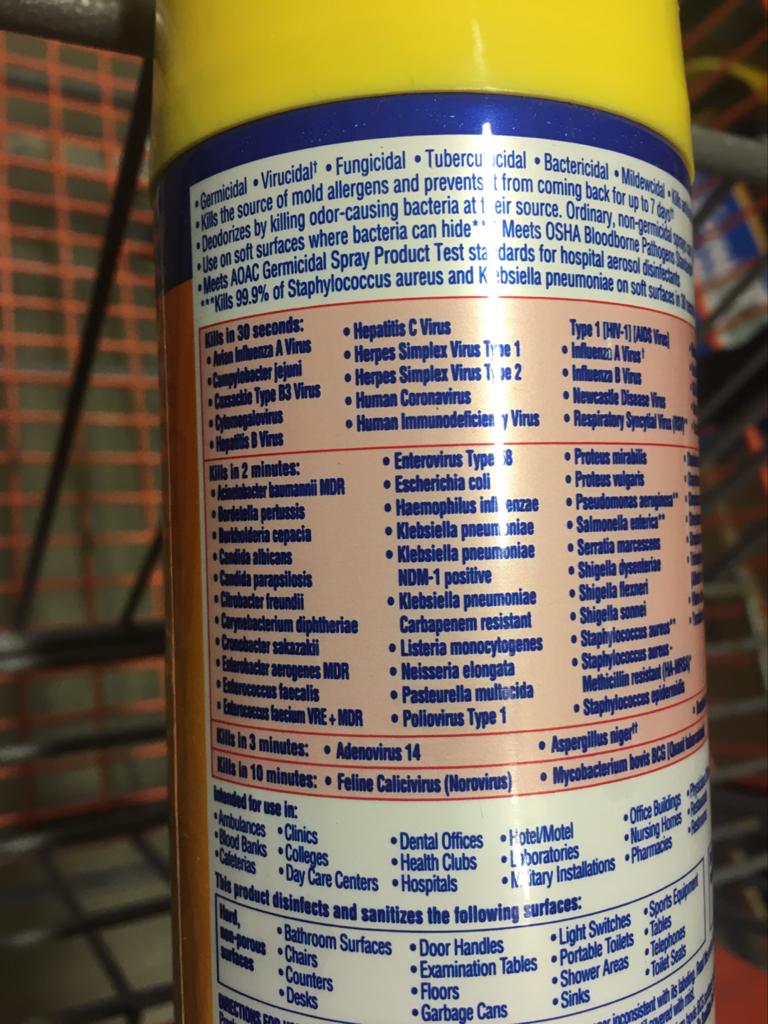 • Germicidal • Virucidal† • Fungicidal • Tuberculocidal • Bactericidal • Mildewcidal •
• Kills the source of mold allergens and prevents it from coming back for up to 7 days
• Deodorizes by killing odor-causing bacteria at their source. Ordinary, non-germicidal
• Use on soft surfaces where bacteria can hide*** Meets OSHA Bloodborne Pathogens
• Meets AOAC Germicidal Spray Product Test standards for hospital aerosol disinfectants
***Kills 99.9% of Staphylococcus aureus and Klebsiella pneumoniae on soft surfaces in 30
Kills in 30 seconds:
• Avian Influenza A Virus
• Campylobacter jejuni
• Coxsackie Type B3 Virus
• Cytomegalovirus
• Hepatitis B Virus
• Hepatitis C Virus
• Herpes Simplex Virus Type 1
• Herpes Simplex Virus Type 2
• Human Coronavirus
• Human Immunodeficiency Virus
Type 1 [HIV-1] (AIDS Virus)
• Influenza A Virus†
• Influenza B Virus
• Newcastle Disease Virus
• Respiratory Syncytial Virus
Kills in 2 minutes:
• Acinetobacter baumannii MDR
• Bordetella pertussis
• Burkholderia cepacia
• Candida albicans
• Candida parapsilosis
• Citrobacter freundii
• Corynebacterium diphtheriae
• Cronobacter sakazakii
• Enterobacter aerogenes MDR
• Enterococcus faecalis
• Enterococcus faecium VRE + MDR
• Enterovirus Type 68
• Escherichia coli
• Haemophilus influenzae
• Klebsiella pneumoniae
• Klebsiella pneumoniae
NDM-1 positive
• Klebsiella pneumoniae
Carbapenem resistant
• Listeria monocytogenes
• Neisseria elongata
• Pasteurella multocida
• Poliovirus Type 1
• Proteus mirabilis
• Proteus vulgaris
• Pseudomonas aeruginosa**
• Salmonella enterica**
• Serratia marcescens
• Shigella dysenteriae
• Shigella flexneri
• Shigella sonnei
• Staphylococcus aureus**
• Staphylococcus aureus -
Methicillin resistant
• Staphylococcus epidermidis
Kills in 3 minutes: • Adenovirus 14 • Aspergillus niger††
Kills in 10 minutes: • Feline Calicivirus (Norovirus) • Mycobacterium bovis BCG
Intended for use in:
• Ambulances
• Blood Banks
• Cafeterias
• Clinics
• Colleges
• Day Care Centers
• Dental Offices
• Health Clubs
• Hospitals
• Hotel/Motel
• Laboratories
• Military Installations
• Office Buildings
• Nursing Homes
• Pharmacies
This product disinfects and sanitizes the following surfaces:
Hard,
non-porous
surfaces
• Bathroom Surfaces
• Chairs
• Counters
• Desks
• Door Handles
• Examination Tables
• Floors
• Garbage Cans
• Light Switches
• Portable Toilets
• Shower Areas
• Sinks
• Sports Equipment
• Tables
• Telephones
• Toilet Seats
DIRECTIONS FOR
inconsistent with its labeling.